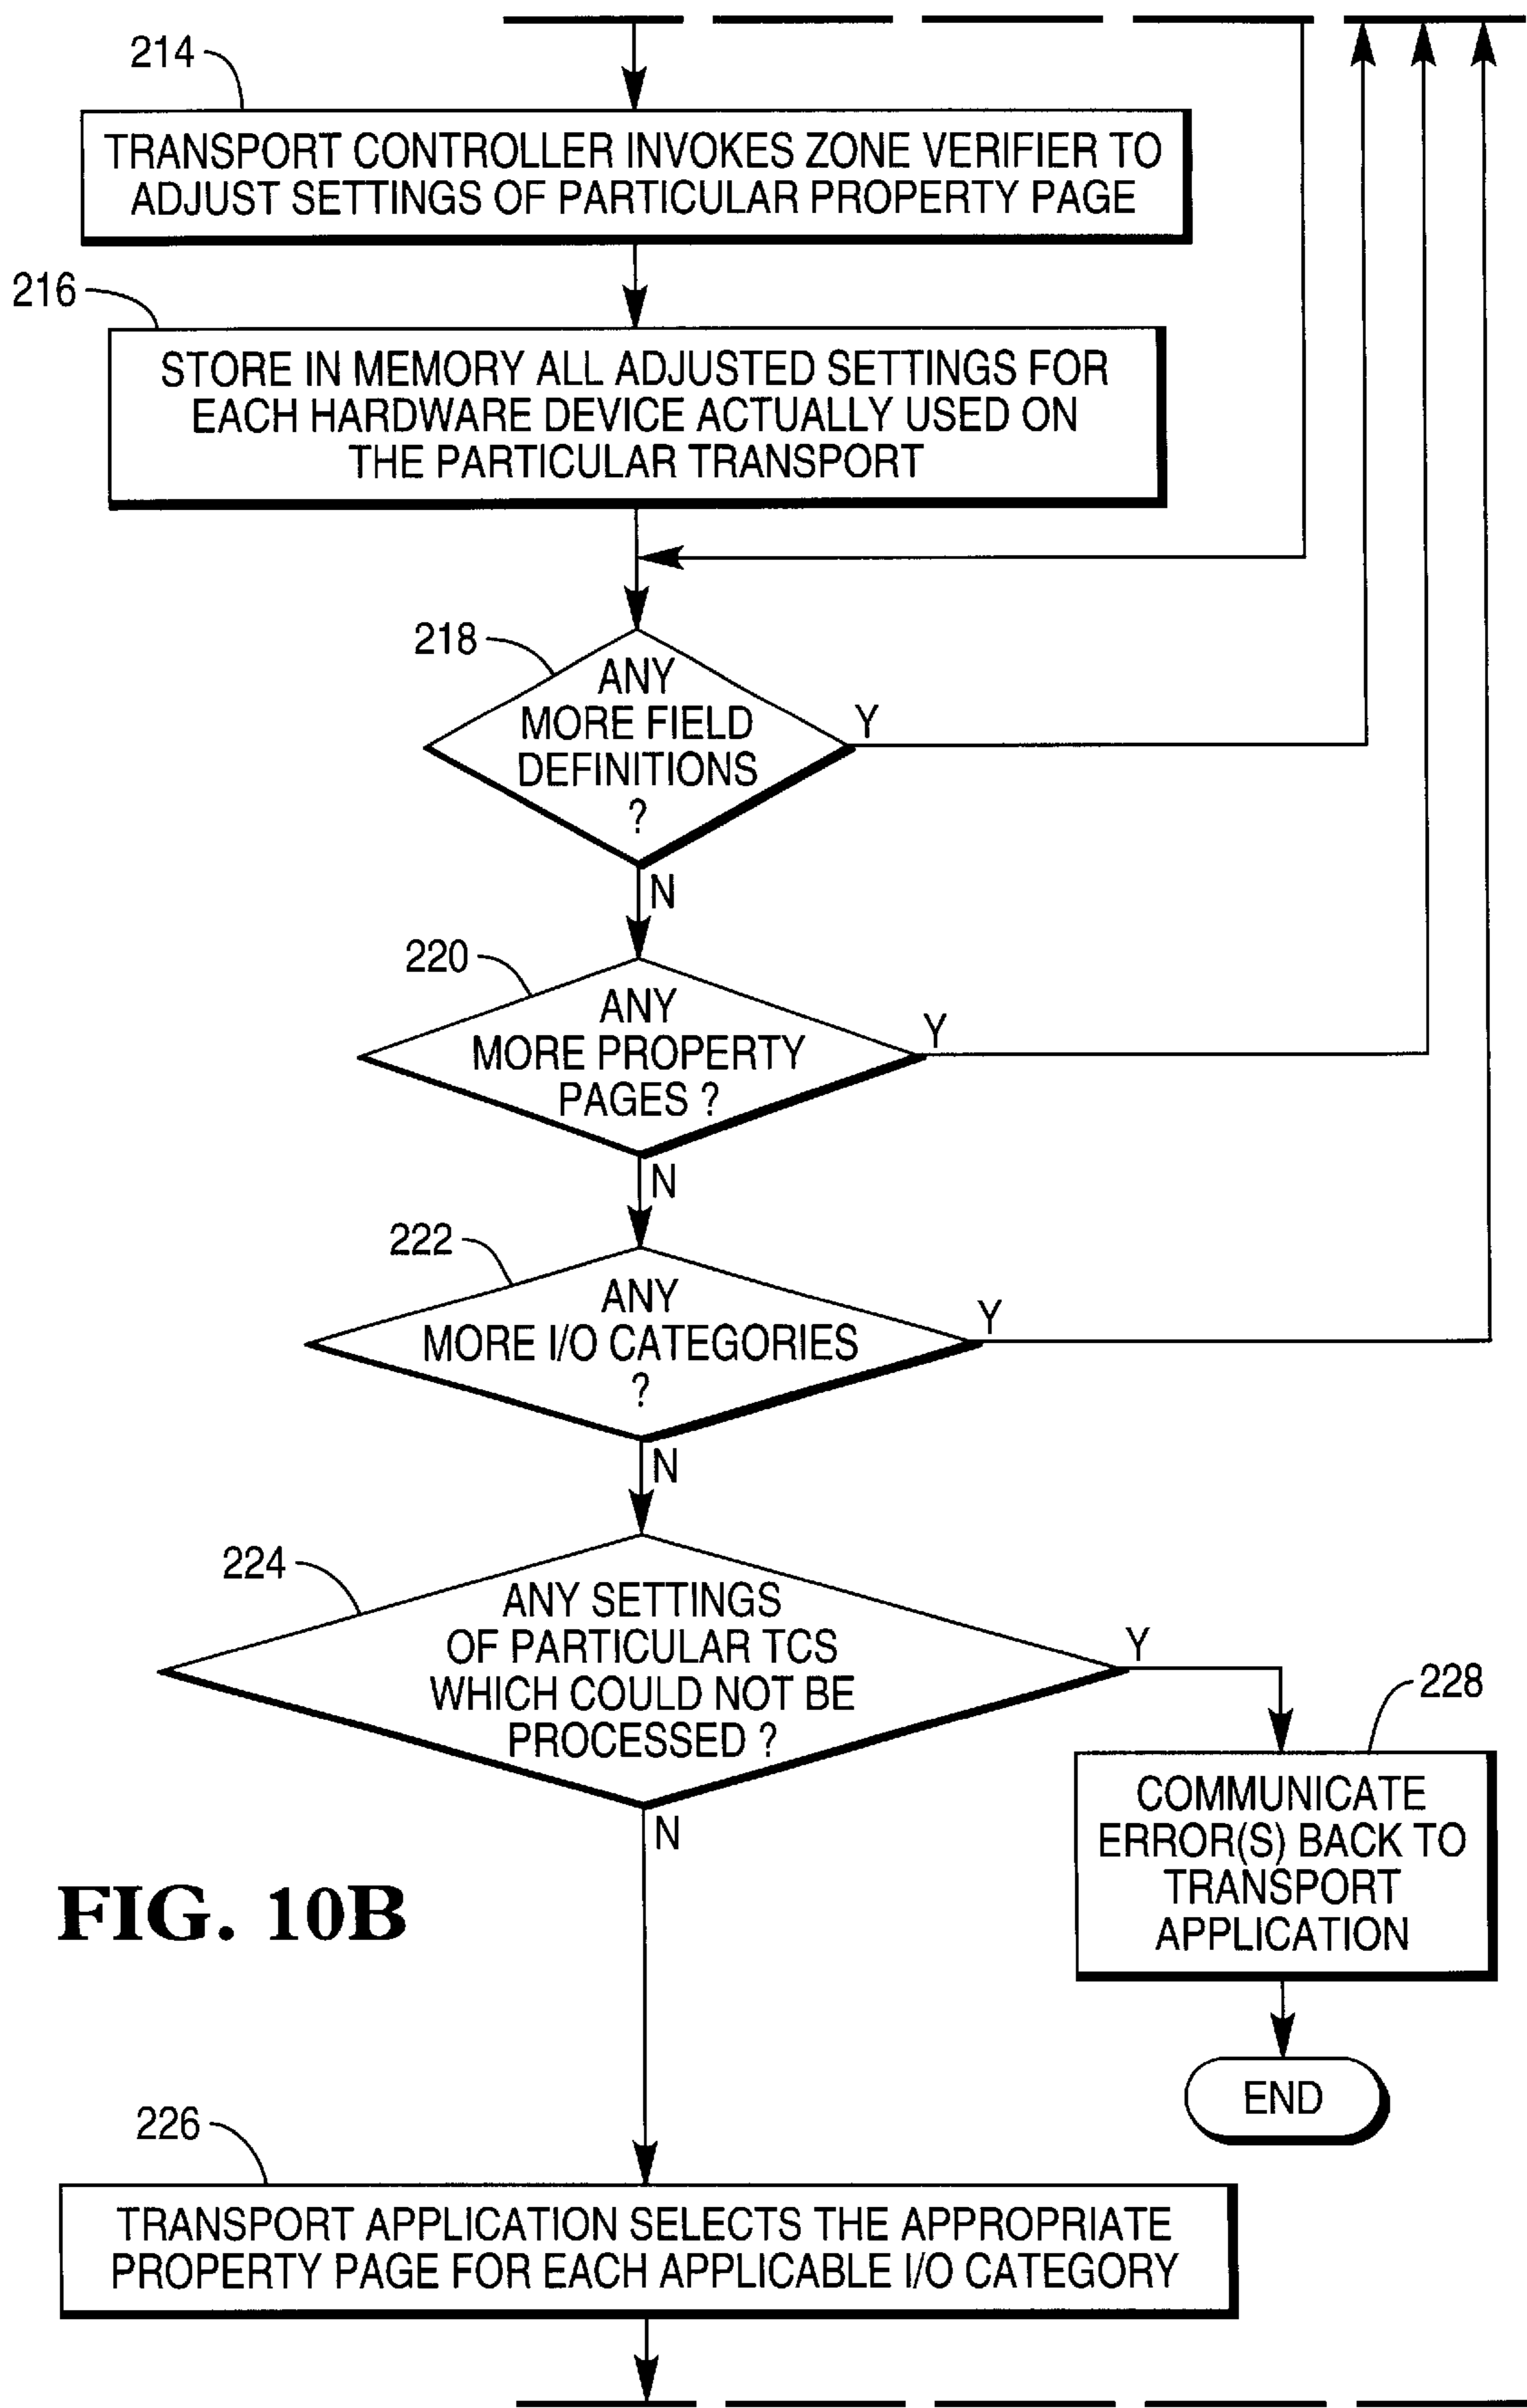 214
TRANSPORT CONTROLLER INVOKES ZONE VERIFIER TO
ADJUST SETTINGS OF PARTICULAR PROPERTY PAGE
216
STORE IN MEMORY ALL ADJUSTED SETTINGS FOR
EACH HARDWARE DEVICE ACTUALLY USED ON
THE PARTICULAR TRANSPORT
218
ANY
MORE FIELD
DEFINITIONS
?
Y
N
220
ANY
MORE PROPERTY
PAGES ?
Y
N
222
ANY
MORE I/O CATEGORIES
?
Y
N
224
ANY SETTINGS
OF PARTICULAR TCS
WHICH COULD NOT BE
PROCESSED ?
Y
N
228
COMMUNICATE
ERROR(S) BACK TO
TRANSPORT
APPLICATION
END
FIG. 10B
226
TRANSPORT APPLICATION SELECTS THE APPROPRIATE
PROPERTY PAGE FOR EACH APPLICABLE I/O CATEGORY